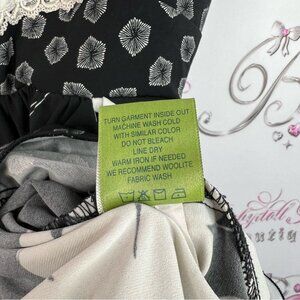 TURN GARMENT INSIDE OUT
MACHINE WASH COLD
WITH SIMILAR COLOR
DO NOT BLEACH
LINE DRY
WARM IRON IF NEEDED
WE RECOMMEND WOOLITE
FABRIC WASH